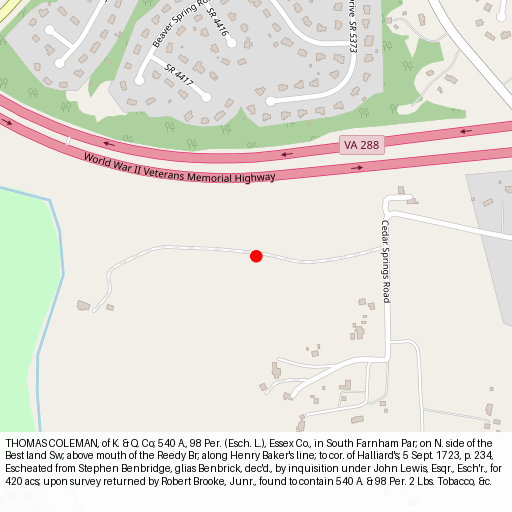 Beaver Spring Ro
SR 4416
Drive SR 5373
SR 4417
VA 288
World War II Veterans Memorial Highway
Cedar Springs Road
THOMAS COLEMAN, of K. & Q. Co; 540 A, 98 Per. (Esch. L.), Essex Co., in South Farnham Par; on N. side of the
Best land Sw; above mouth of the Reedy Br; along Henry Baker's line; to cor. of Halliard's; 5 Sept. 1723, p. 234,
Escheated from Stephen Benbridge, glias Benbrick, dec'd., by inquisition under John Lewis, Esqr., Esch'r., for
420 acs; upon survey returned by Robert Brooke, Junr., found to contain 540 A. & 98 Per. 2 Lbs. Tobacco, &c.